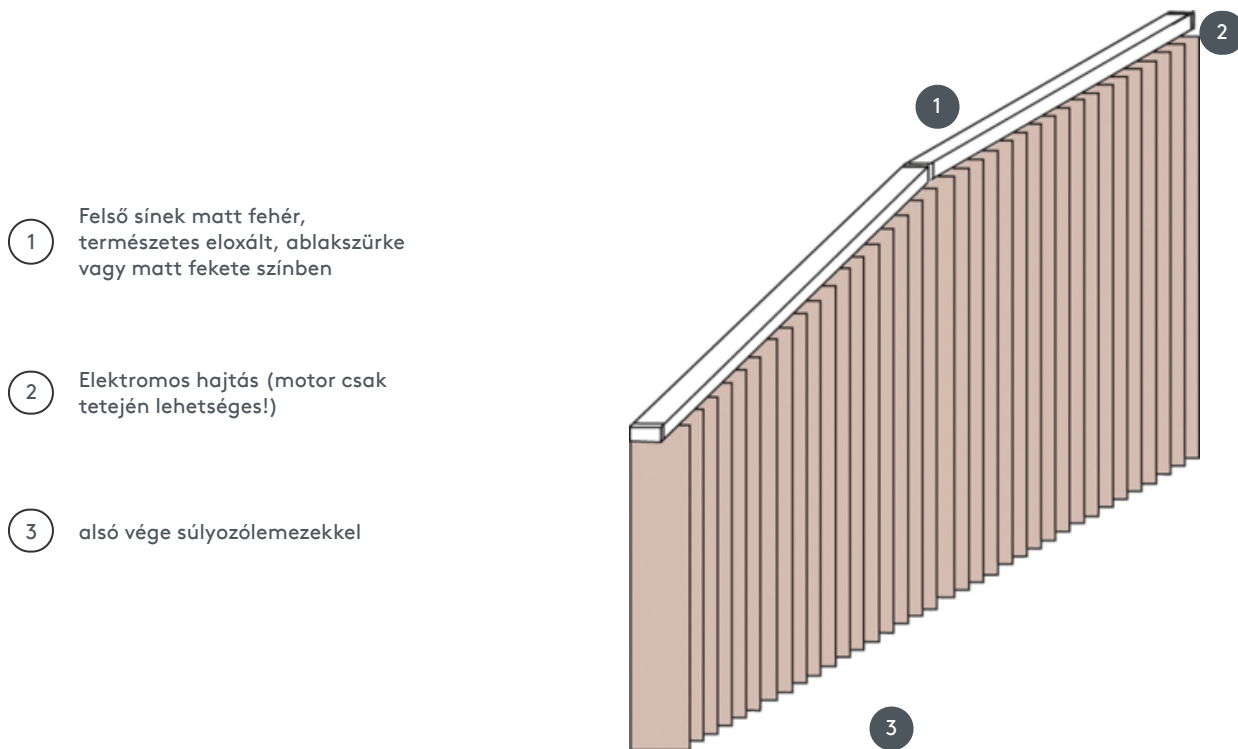 1
Felső sínek matt fehér,
természetes eloxált, ablakszürke
vagy matt fekete színben
2
Elektromos hajtás (motor csak
tetején lehetséges!)
3
alsó vége súlyozólemezekkel
1
2
3